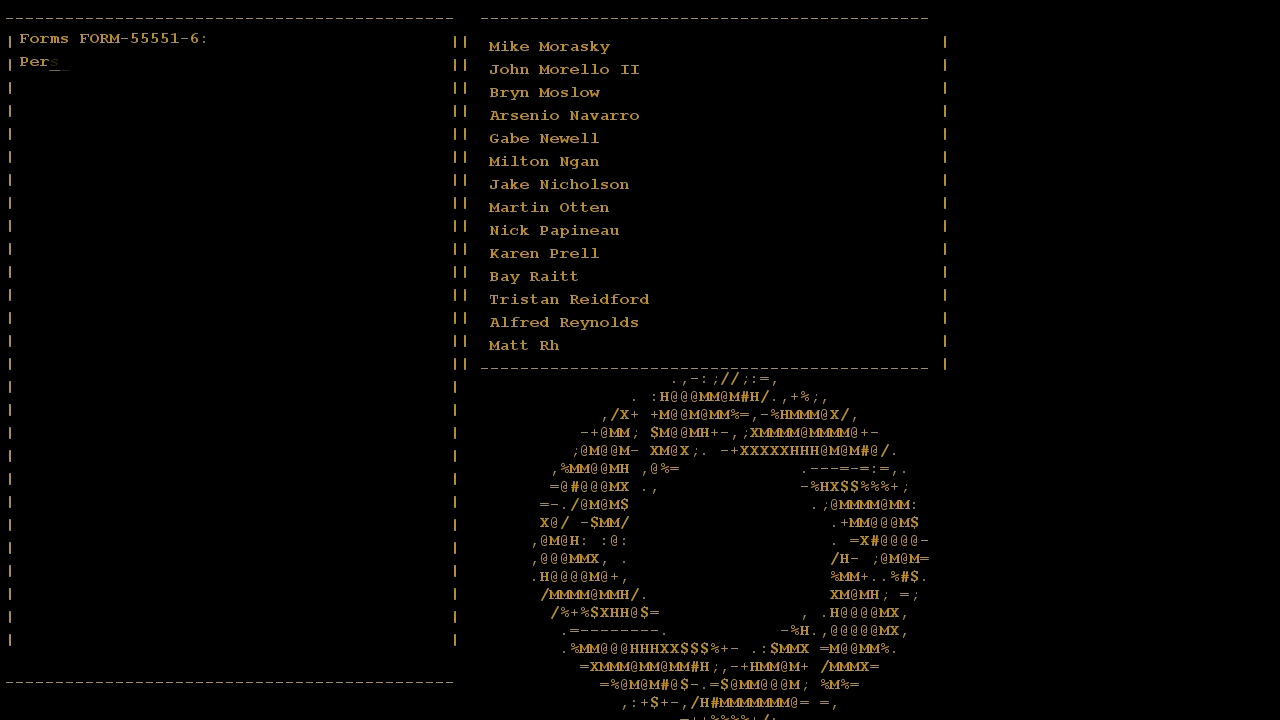 Forms FORM-55551-6:
Pers
Mike Morasky
John Morello II
Bryn Moslow
Arsenio Navarro
Gabe Newell
Milton Ngan
Jake Nicholson
Martin Otten
Nick Papineau
Karen Prell
Bay Raitt
Tristan Reidford
Alfred Reynolds
Matt Rh